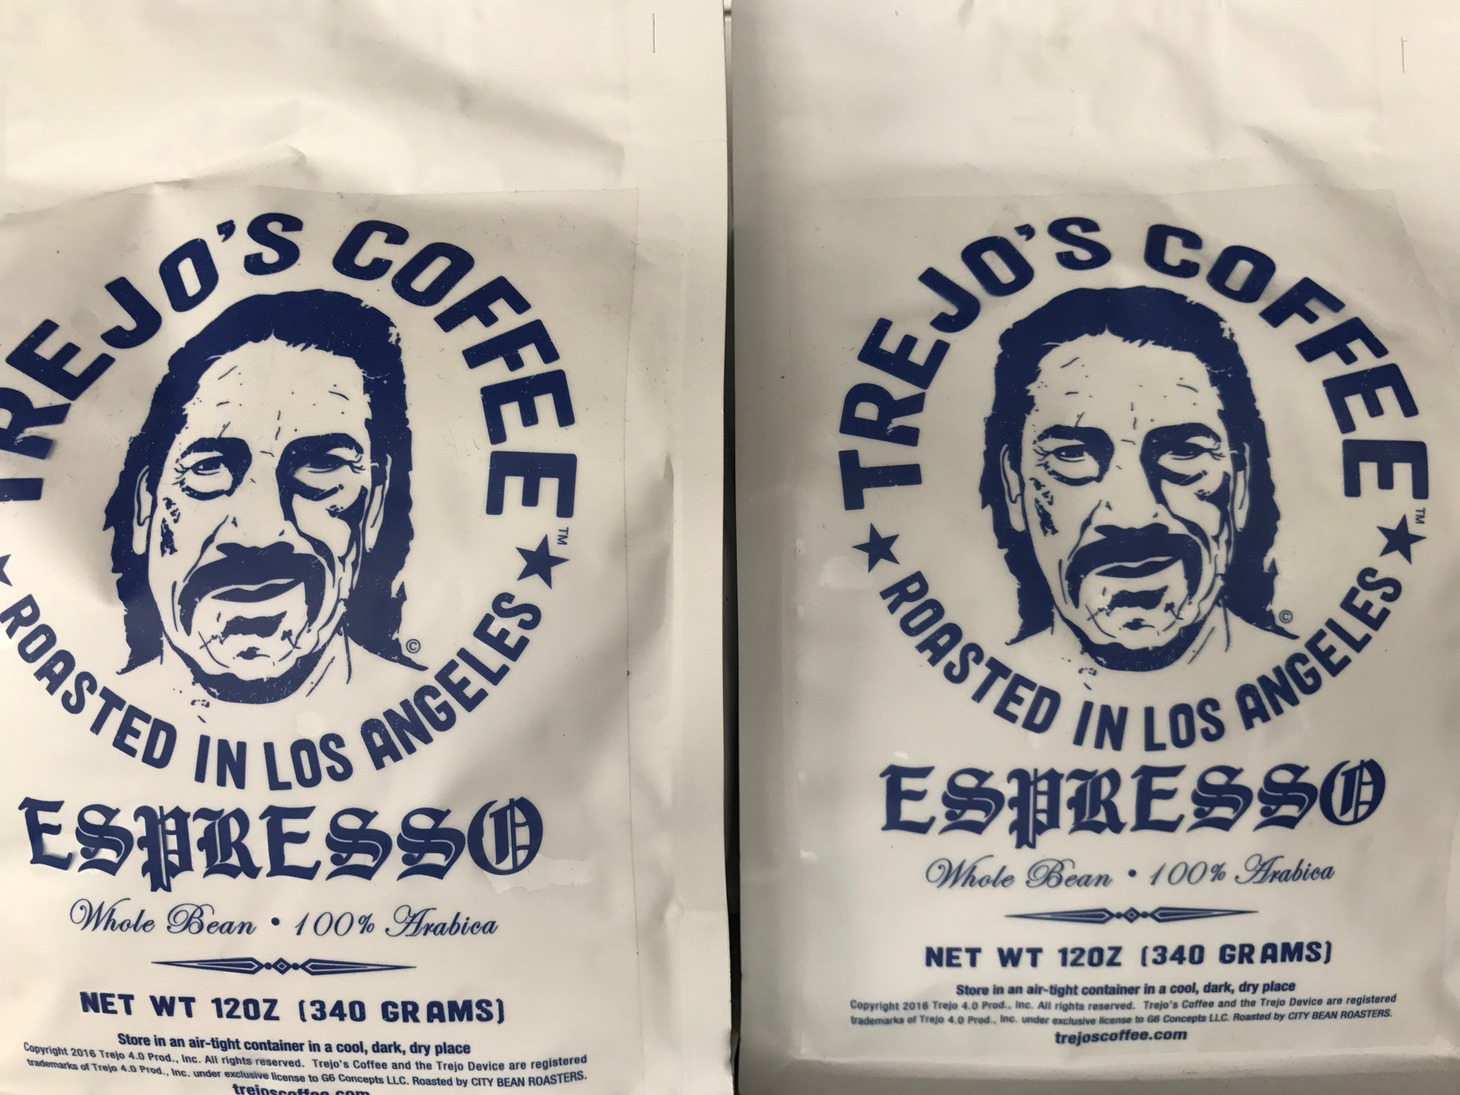 TREJO'S COFFEE™
★ ROASTED IN LOS ANGELES ★
©
ESPRESSO
Whole Bean • 100% Arabica
NET WT 12OZ (340 GRAMS)
Store in an air-tight container in a cool, dark, dry place
Copyright 2016 Trejo 4.0 Prod., Inc. All rights reserved. Trejo's Coffee and the Trejo Device are registered
trademarks of Trejo 4.0 Prod., Inc. under exclusive license to G6 Concepts LLC. Roasted by CITY BEAN ROASTERS.
trejoscoffee.com
TREJO'S COFFEE™
★ ROASTED IN LOS ANGELES ★
©
ESPRESSO
Whole Bean • 100% Arabica
NET WT 12OZ (340 GRAMS)
Store in an air-tight container in a cool, dark, dry place
Copyright 2016 Trejo 4.0 Prod., Inc. All rights reserved. Trejo's Coffee and the Trejo Device are registered
trademarks of Trejo 4.0 Prod., Inc. under exclusive license to G6 Concepts LLC. Roasted by CITY BEAN ROASTERS.
trejoscoffee.com